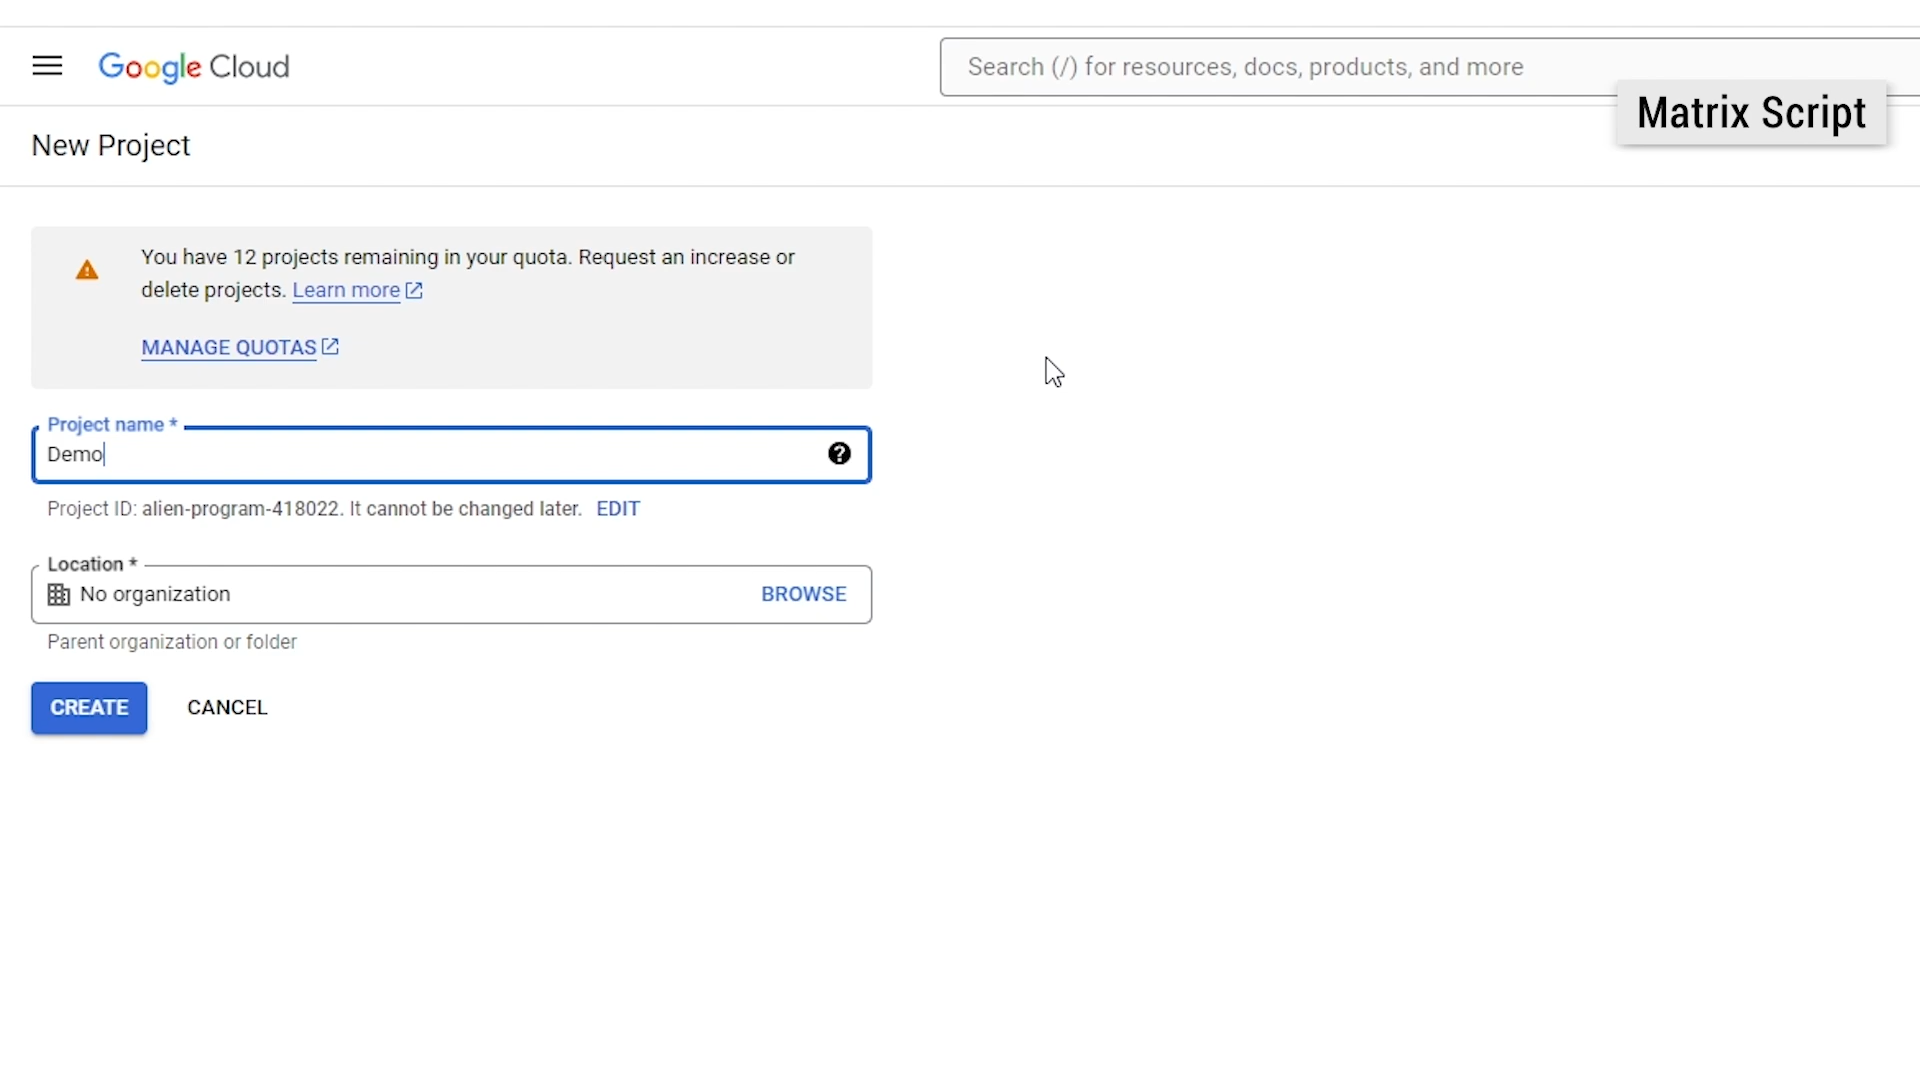 Google Cloud
Search (/) for resources, docs, products, and more
Matrix Script
New Project
You have 12 projects remaining in your quota. Request an increase or
delete projects. Learn more
MANAGE QUOTAS
Project name *
Demo
Project ID: alien-program-418022. It cannot be changed later. EDIT
Location *
No organization BROWSE
Parent organization or folder
CREATE CANCEL